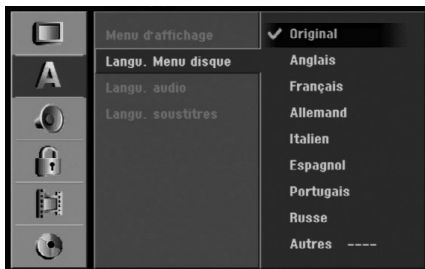 A
Menu d'affichage
Langu. Menu disque
Langu. audio
Langu. soustitres
✓ Original
Anglais
Français
Allemand
Italien
Espagnol
Portugais
Russe
Autres ----